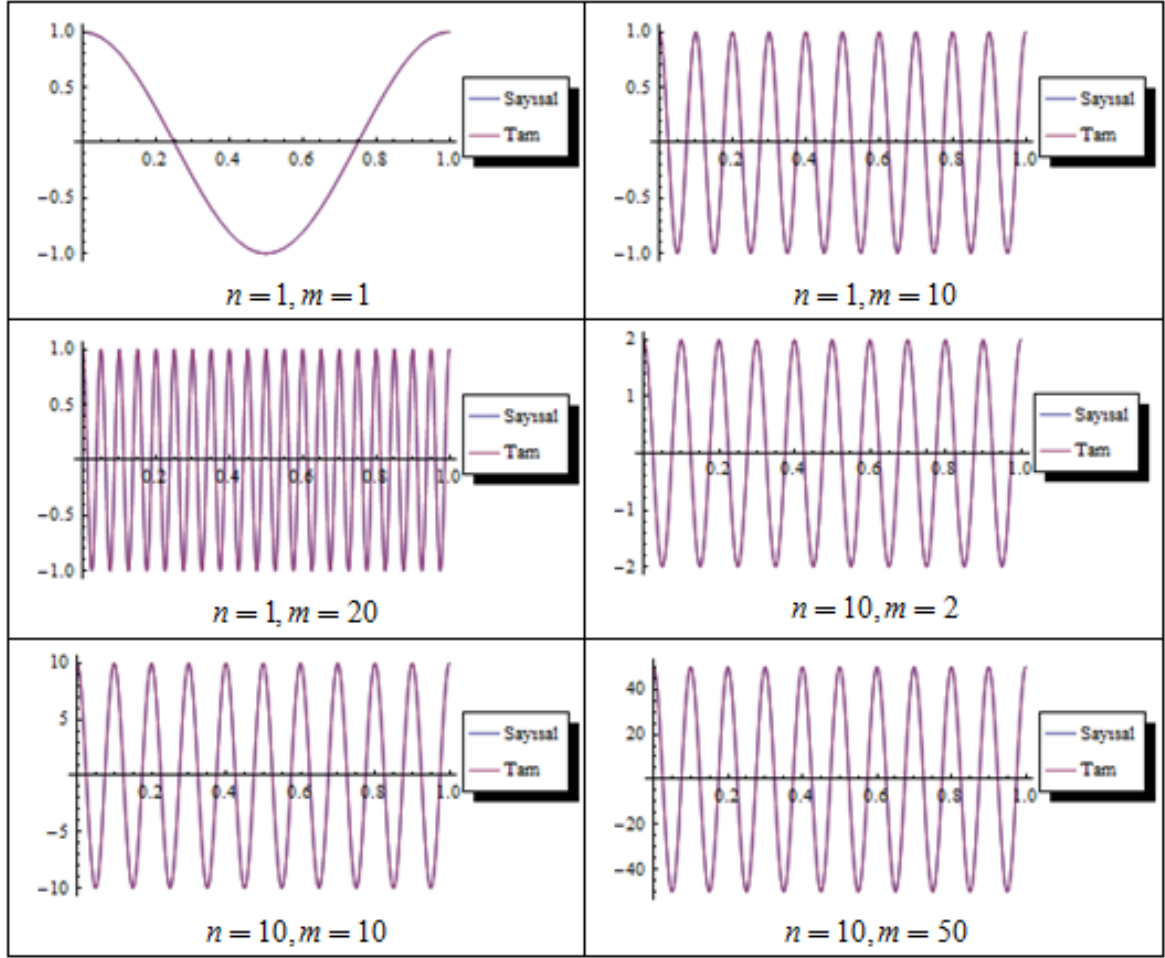 1.0
0.5
0.2 0.4 0.6 0.8 1.0
−0.5
−1.0
Sayısal
Tam
n = 1, m = 1
1.0
0.5
0.2 0.4 0.6 0.8 1.0
−0.5
−1.0
Sayısal
Tam
n = 1, m = 10
1.0
0.5
0.2 0.4 0.6 0.8 1.0
−0.5
−1.0
Sayısal
Tam
n = 1, m = 20
2
1
0.2 0.4 0.6 0.8 1.0
−1
−2
Sayısal
Tam
n = 10, m = 2
10
5
0.2 0.4 0.6 0.8 1.0
−5
−10
Sayısal
Tam
n = 10, m = 10
40
20
0.2 0.4 0.6 0.8 1.0
−20
−40
Sayısal
Tam
n = 10, m = 50